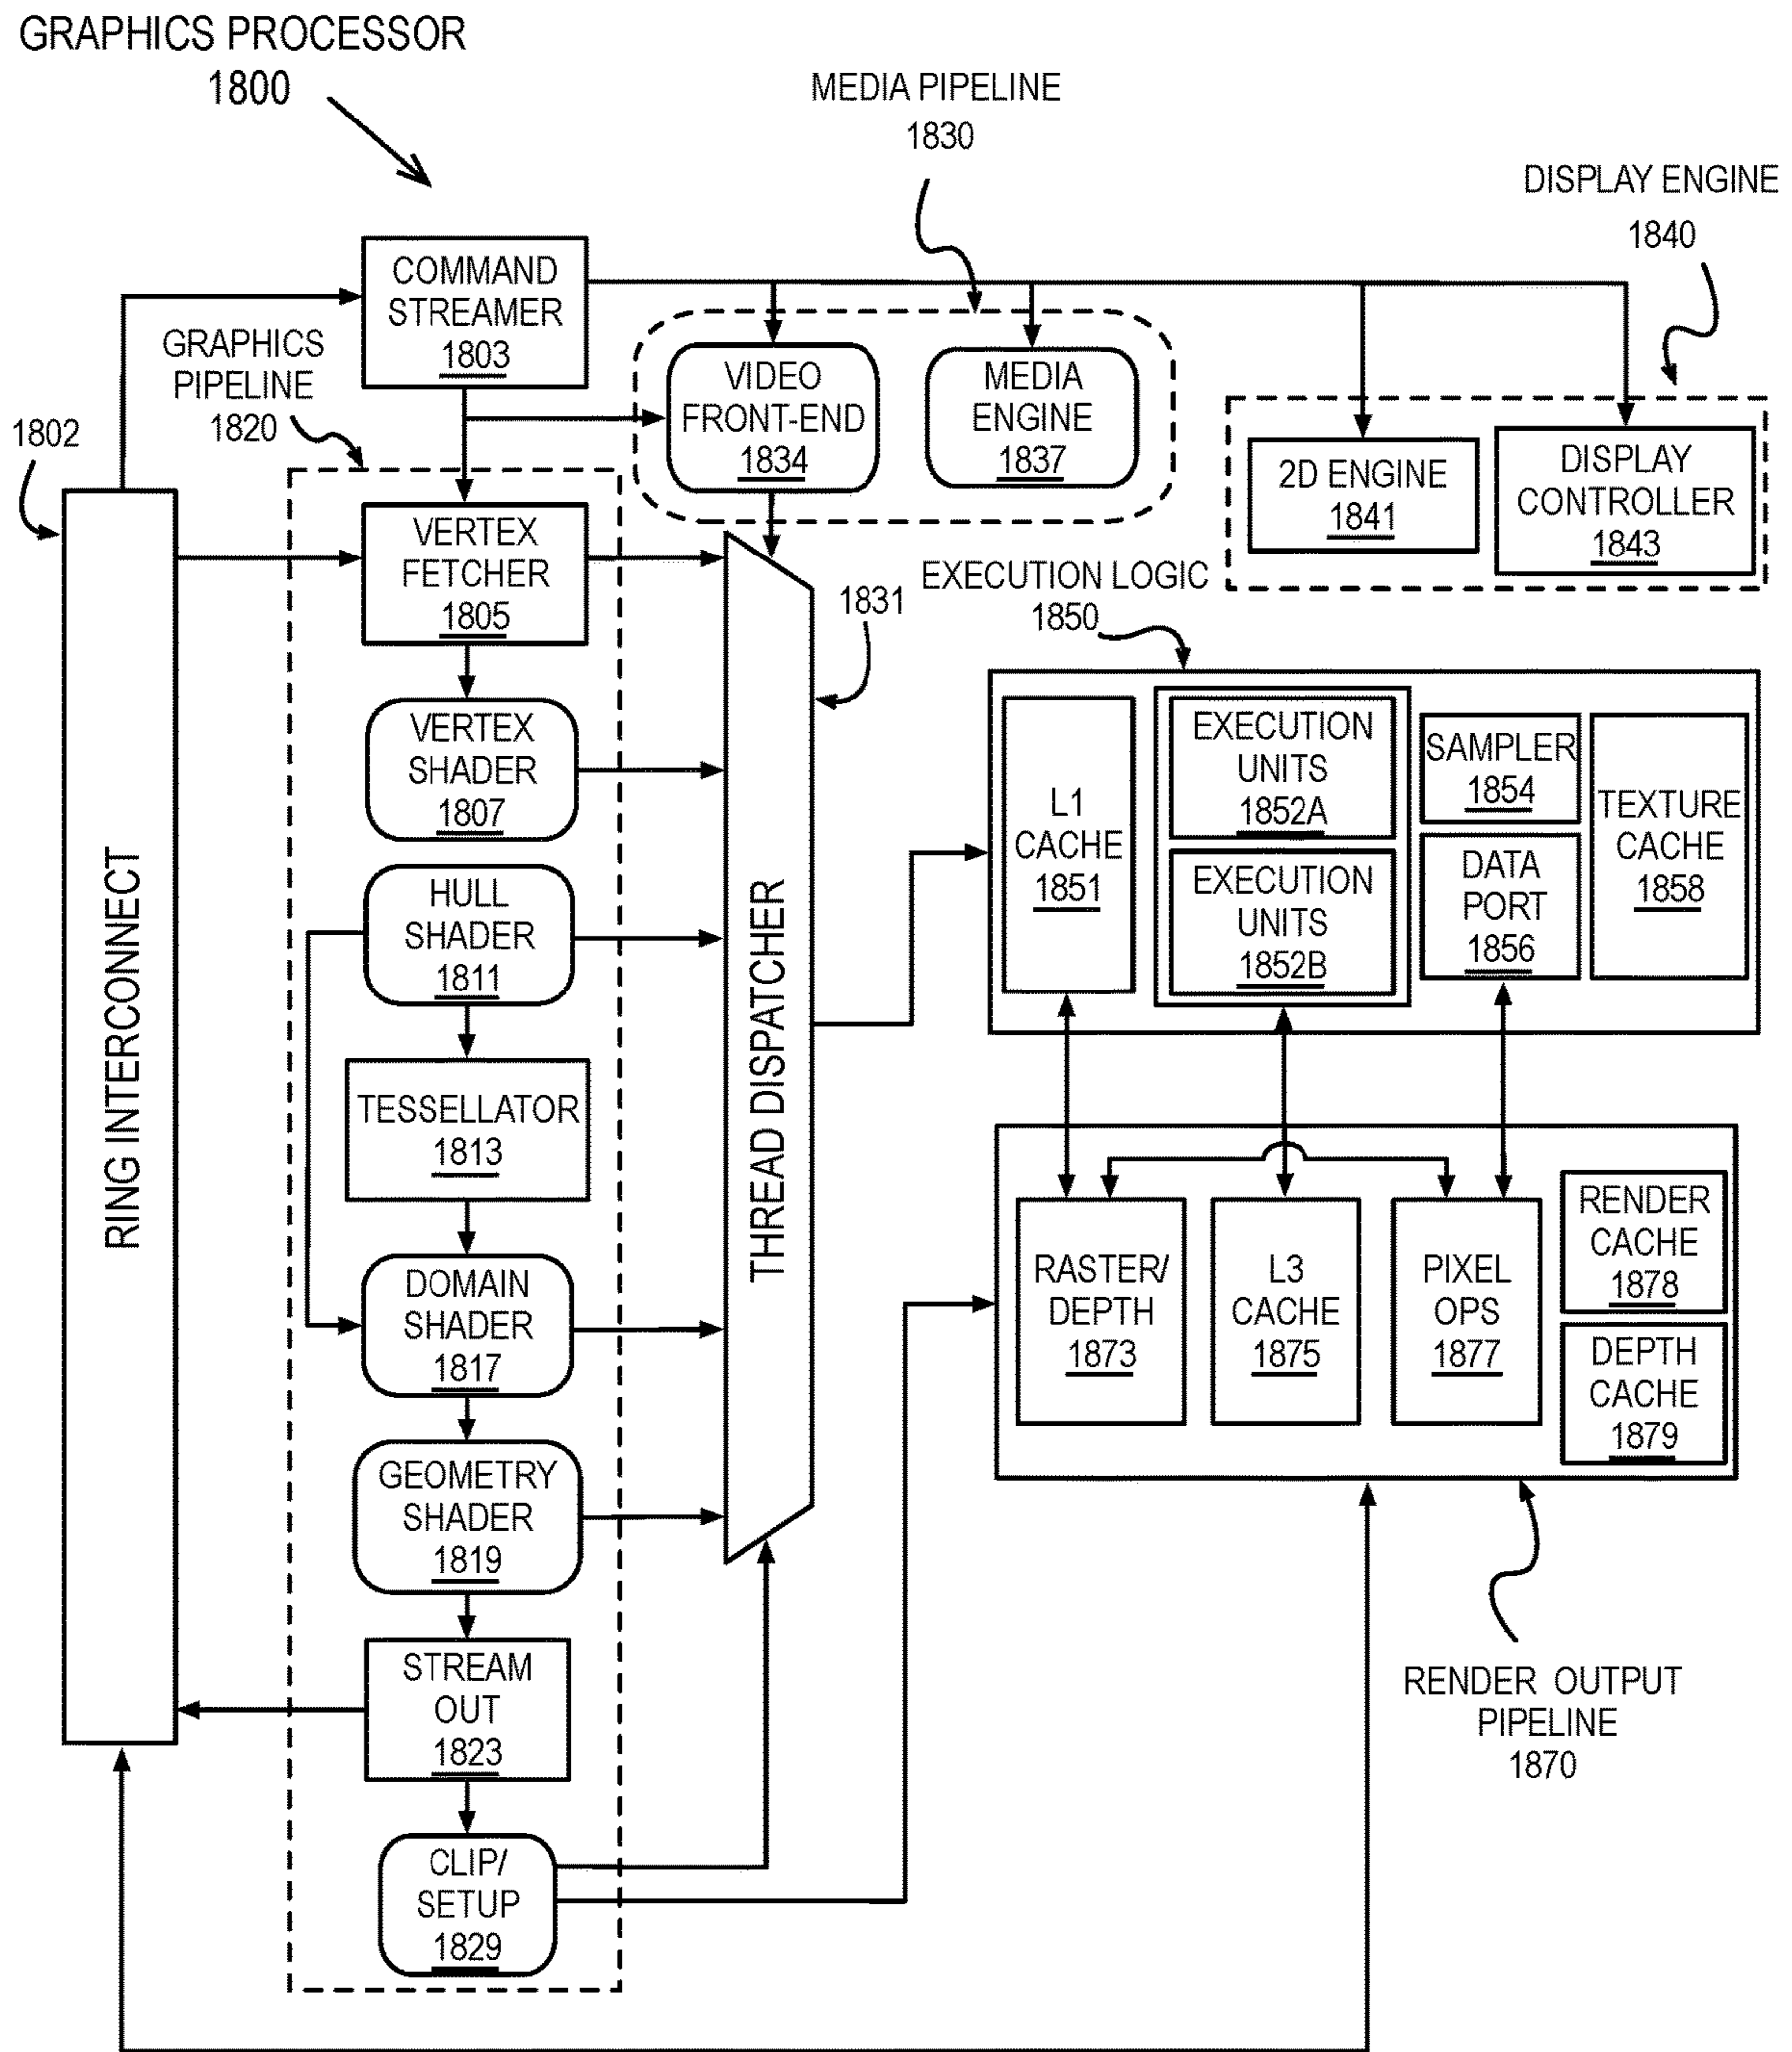 GRAPHICS PROCESSOR
1800
MEDIA PIPELINE
1830
DISPLAY ENGINE
1840
COMMAND
STREAMER
1803
GRAPHICS
PIPELINE
1820
1802
VIDEO
FRONT-END
1834
MEDIA
ENGINE
1837
2D ENGINE
1841
DISPLAY
CONTROLLER
1843
RING INTERCONNECT
VERTEX
FETCHER
1805
VERTEX
SHADER
1807
HULL
SHADER
1811
TESSELLATOR
1813
DOMAIN
SHADER
1817
GEOMETRY
SHADER
1819
STREAM
OUT
1823
CLIP/
SETUP
1829
THREAD DISPATCHER
1831
EXECUTION LOGIC
1850
L1
CACHE
1851
EXECUTION
UNITS
1852A
EXECUTION
UNITS
1852B
SAMPLER
1854
DATA
PORT
1856
TEXTURE
CACHE
1858
RASTER/
DEPTH
1873
L3
CACHE
1875
PIXEL
OPS
1877
RENDER
CACHE
1878
DEPTH
CACHE
1879
RENDER OUTPUT
PIPELINE
1870